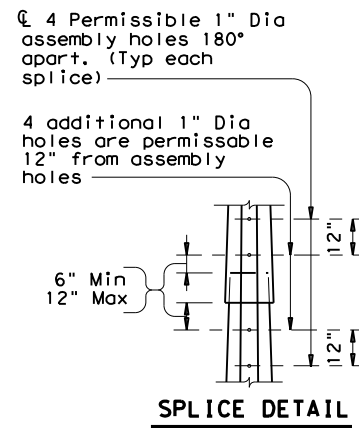 ℄ 4 Permissible 1" Dia
assembly holes 180°
apart. (Typ each
splice)
4 additional 1" Dia
holes are permissable
12" from assembly
holes
12"
6" Min
12" Max
12"
SPLICE DETAIL